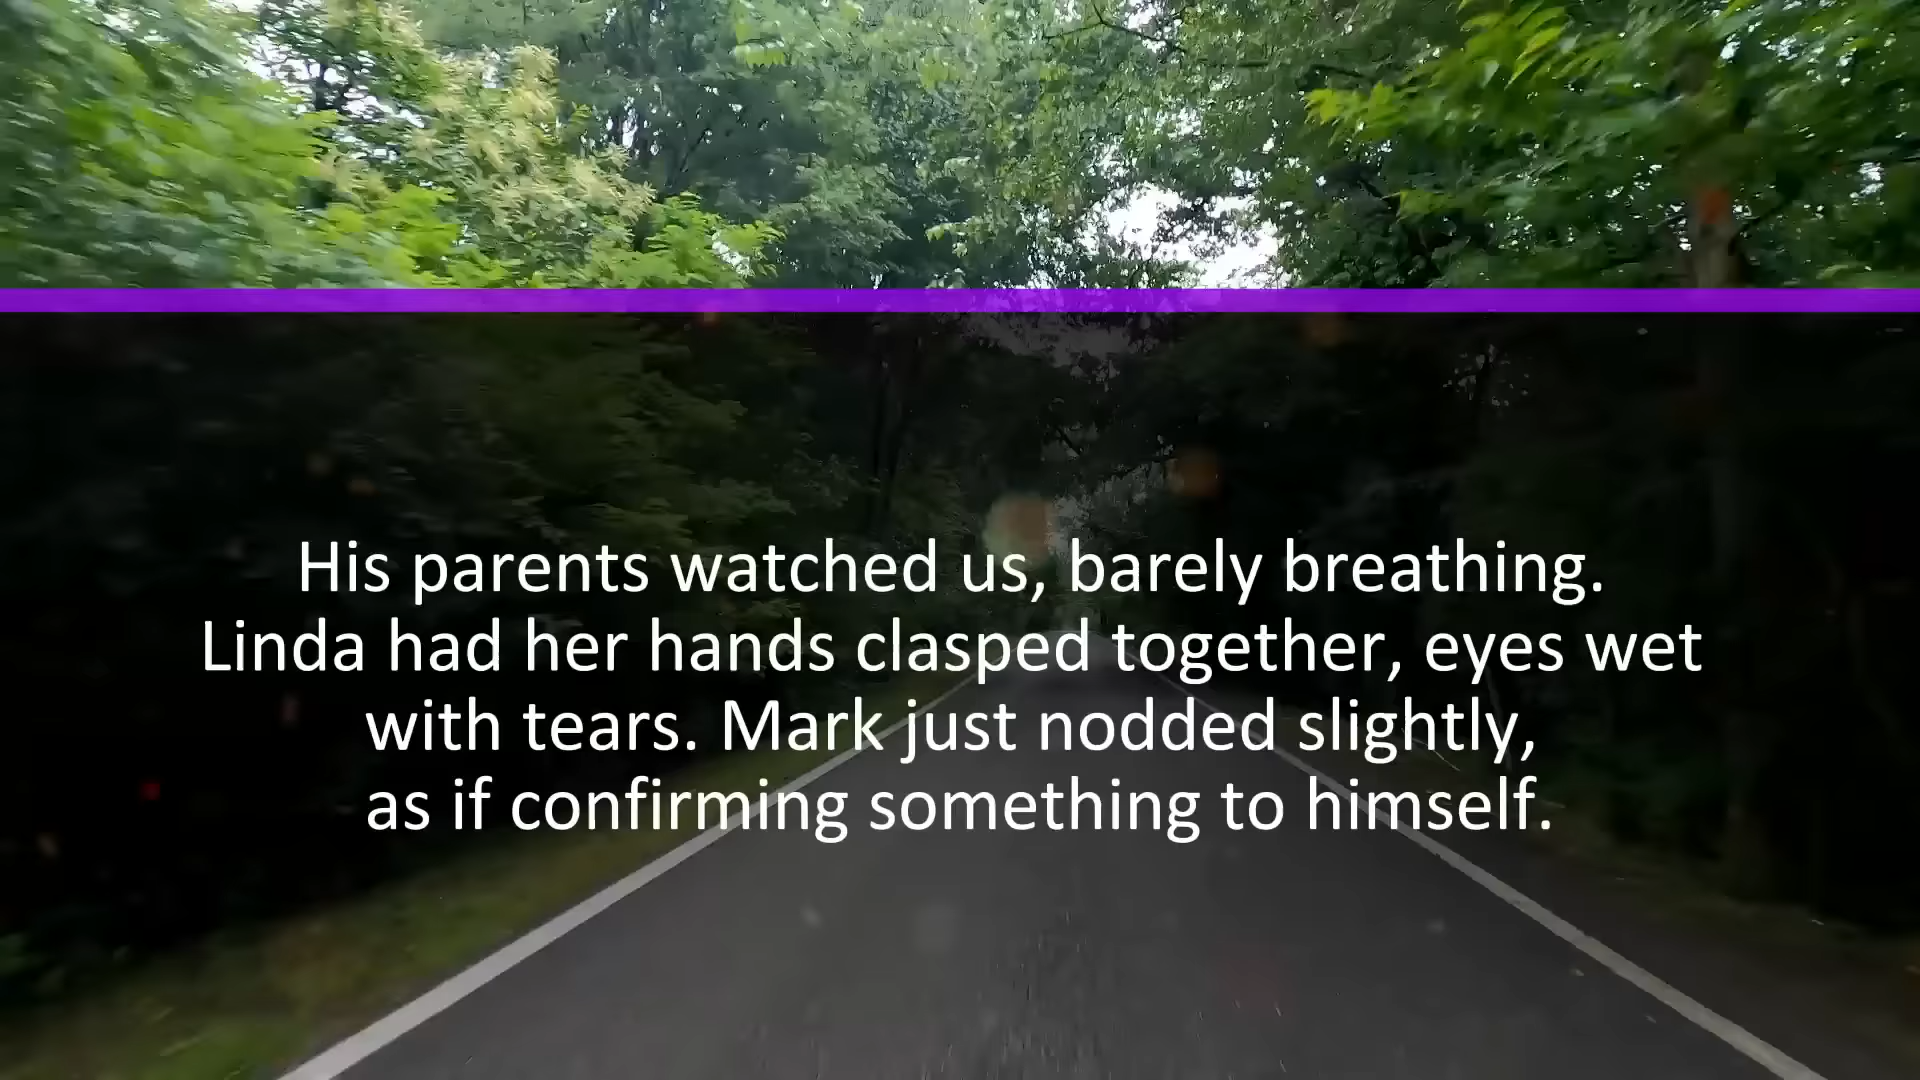 His parents watched us, barely breathing.
Linda had her hands clasped together, eyes wet
with tears. Mark just nodded slightly,
as if confirming something to himself.